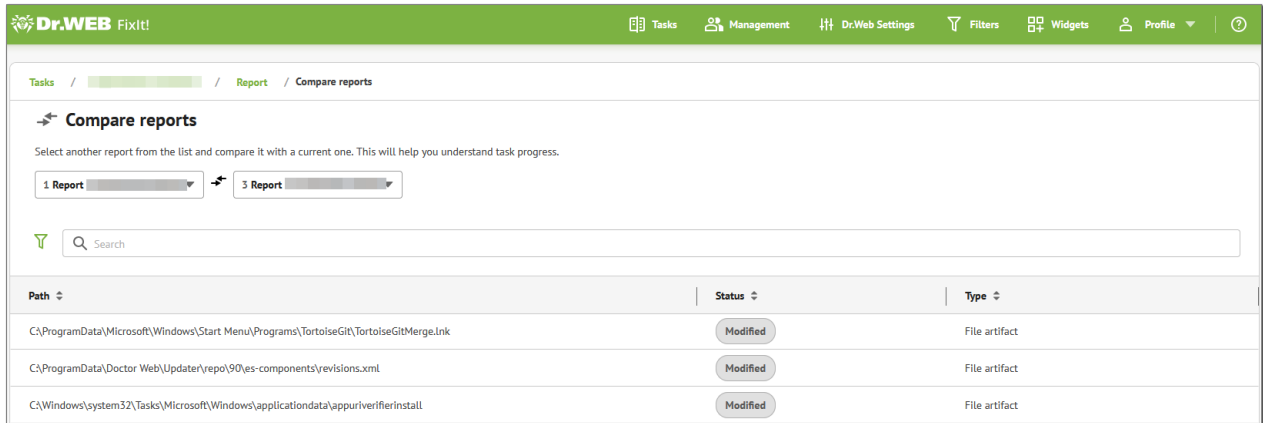 Dr.WEB FixIt! Tasks Management Dr.Web Settings Filters Widgets Profile
Tasks / / Report / Compare reports
Compare reports
Select another report from the list and compare it with a current one. This will help you understand task progress.
1 Report 3 Report
Search
Path Status Type
C:\ProgramData\Microsoft\Windows\Start Menu\Programs\TortoiseGit\TortoiseGitMerge.lnk Modified File artifact
C:\ProgramData\Doctor Web\Updater\repo\90\es-components\revisions.xml Modified File artifact
C:\Windows\system32\Tasks\Microsoft\Windows\applicationdata\appuriverifierinstall Modified File artifact